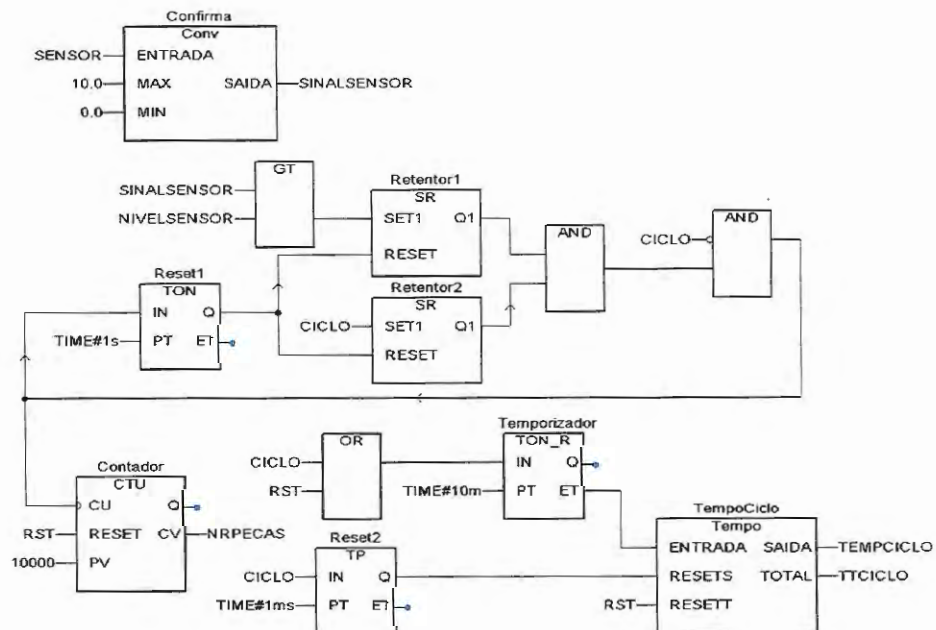 Confirma
Conv
SENSOR ENTRADA
10.0 MAX SAIDA SINALSENSOR
0.0 MIN
GT
SINALSENSOR
NIVELSENSOR
Retentor1
SR
SET1 Q1
RESET
AND
CICLO
AND
Reset1
TON
IN Q
TIME#1s PT ET
Retentor2
SR
CICLO SET1 Q1
RESET
Contador
CTU
CU Q
RST RESET CV NRPECAS
10000 PV
OR
CICLO
RST
Temporizador
TON_R
IN Q
TIME#10m PT ET
Reset2
TP
CICLO IN Q
TIME#1ms PT ET
TempoCiclo
Tempo
ENTRADA SAIDA TEMPCICLO
RESETS TOTAL TTCICLO
RST RESETT